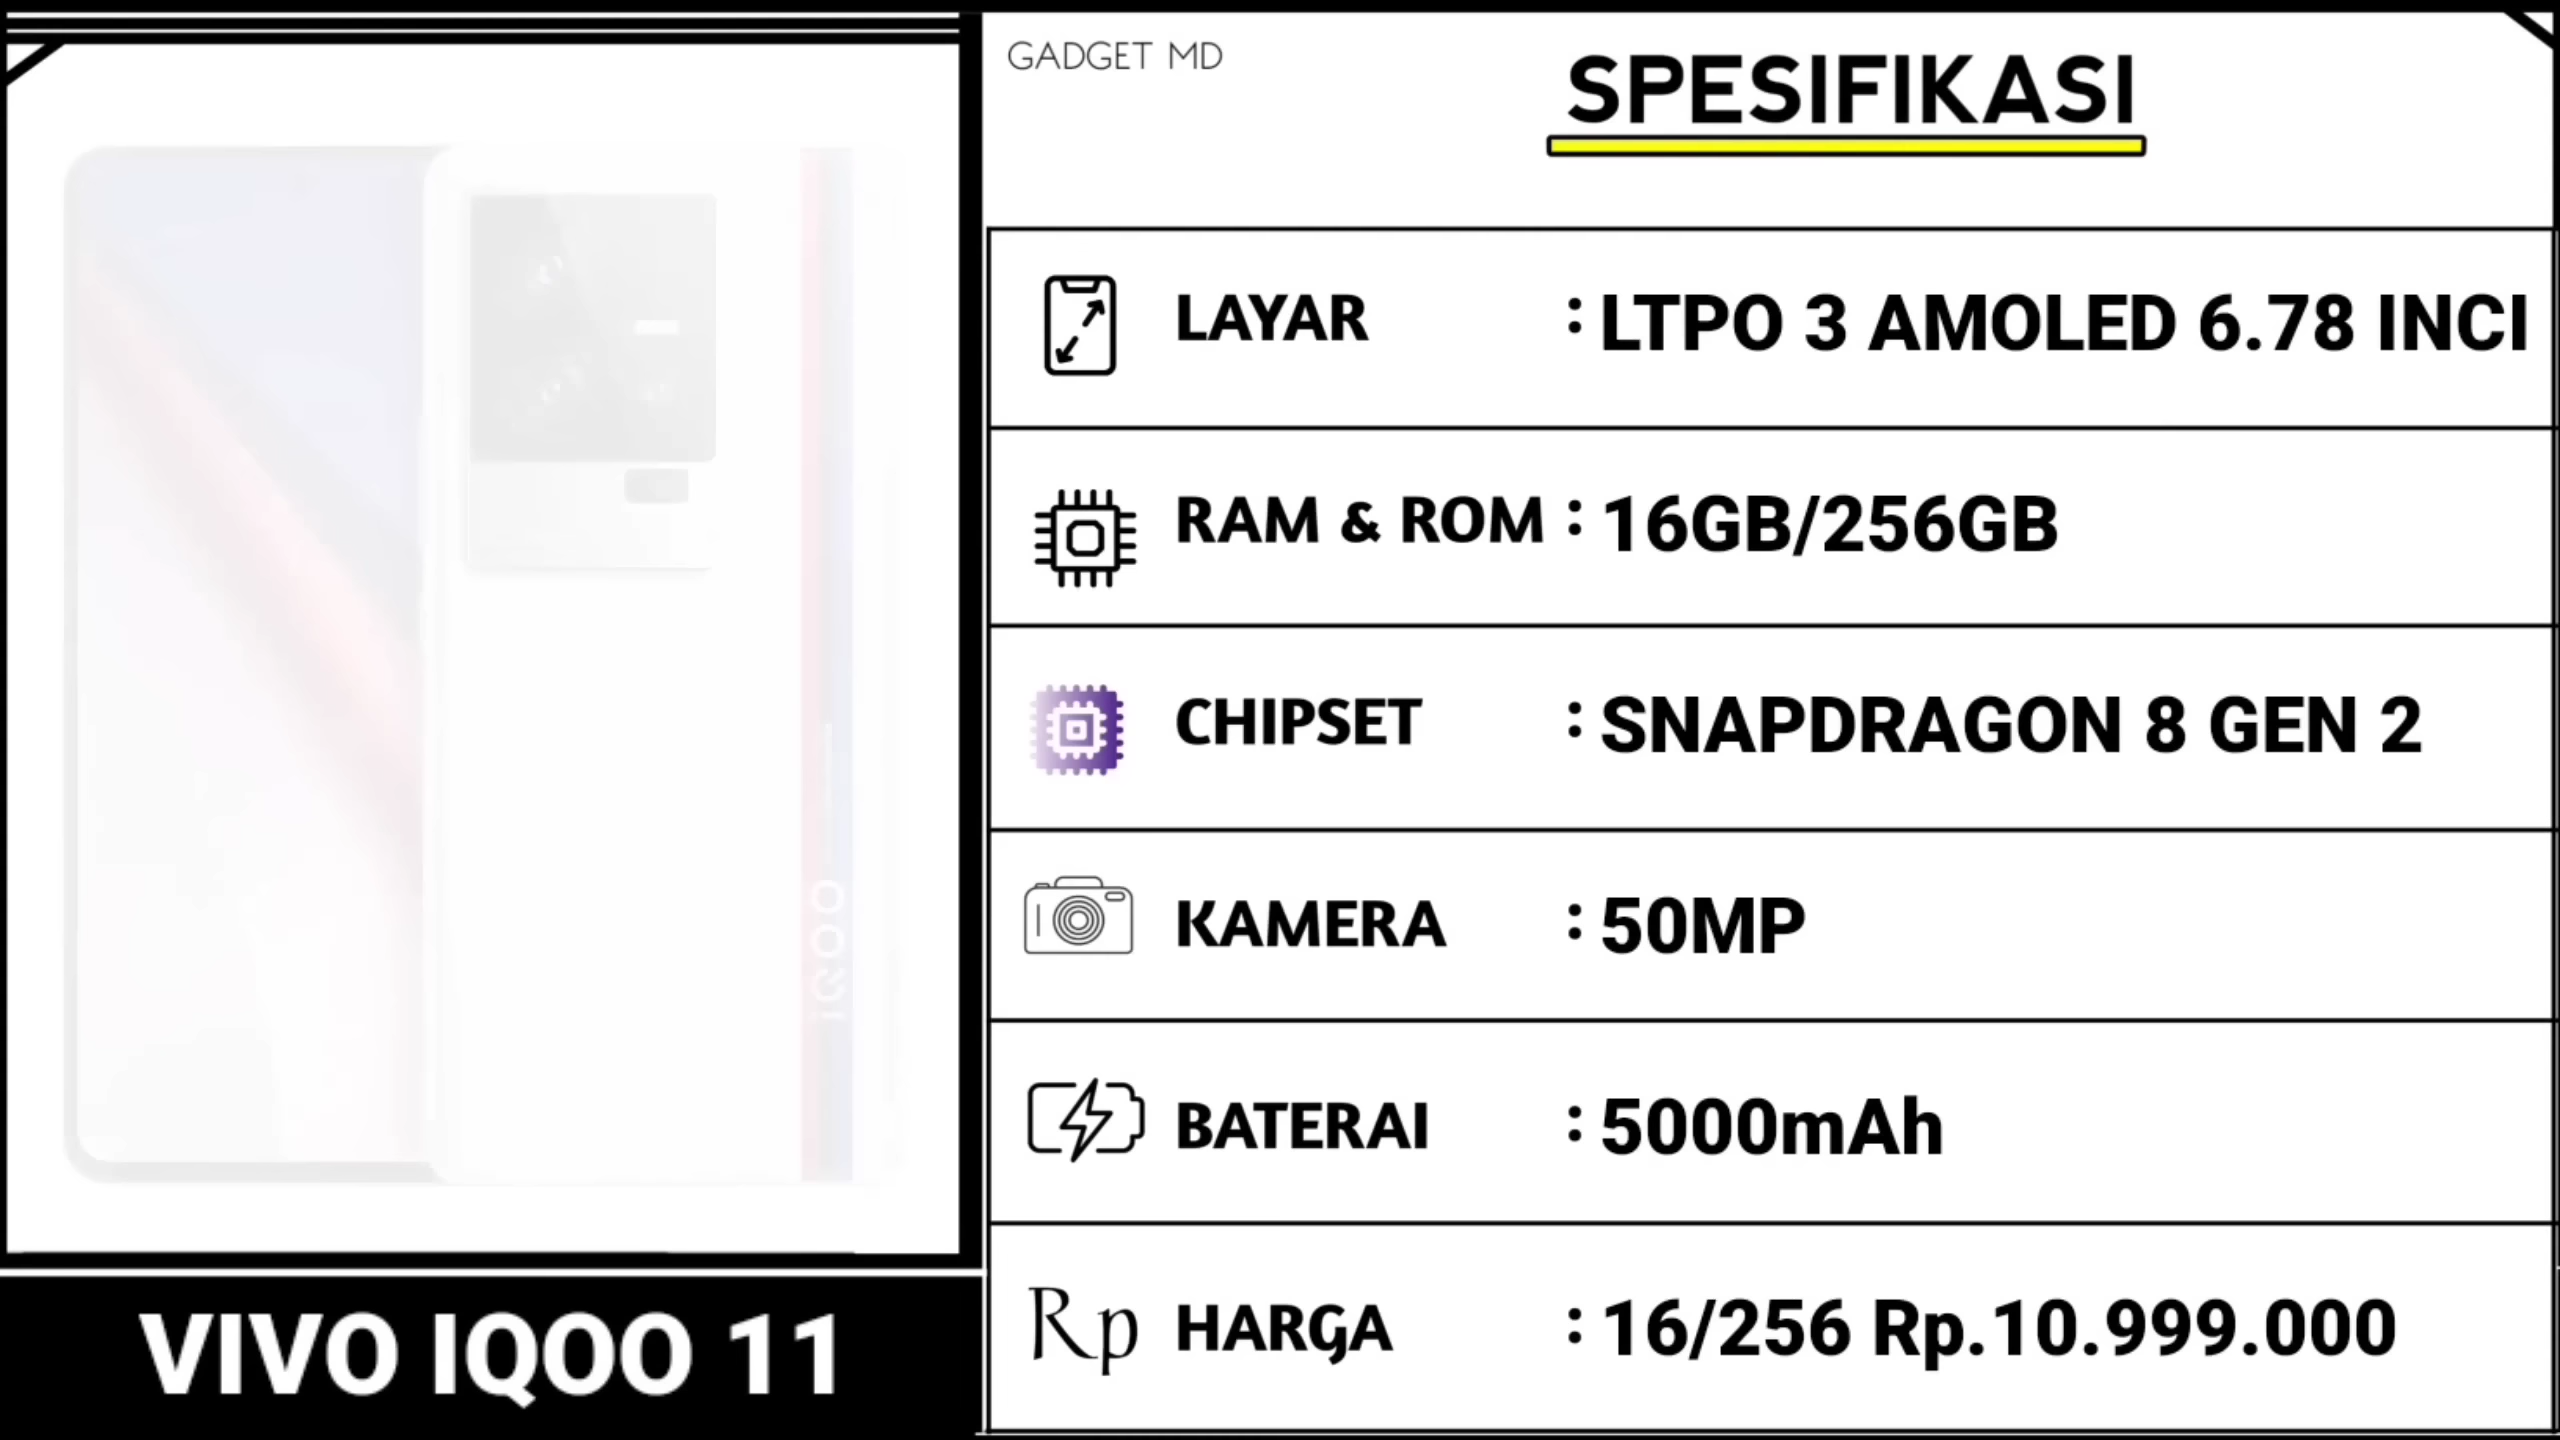 GADGET MD
SPESIFIKASI
LAYAR : LTPO 3 AMOLED 6.78 INCI
RAM & ROM : 16GB/256GB
CHIPSET : SNAPDRAGON 8 GEN 2
KAMERA : 50MP
BATERAI : 5000mAh
Rp HARGA : 16/256 Rp.10.999.000
iQOO
VIVO IQOO 11